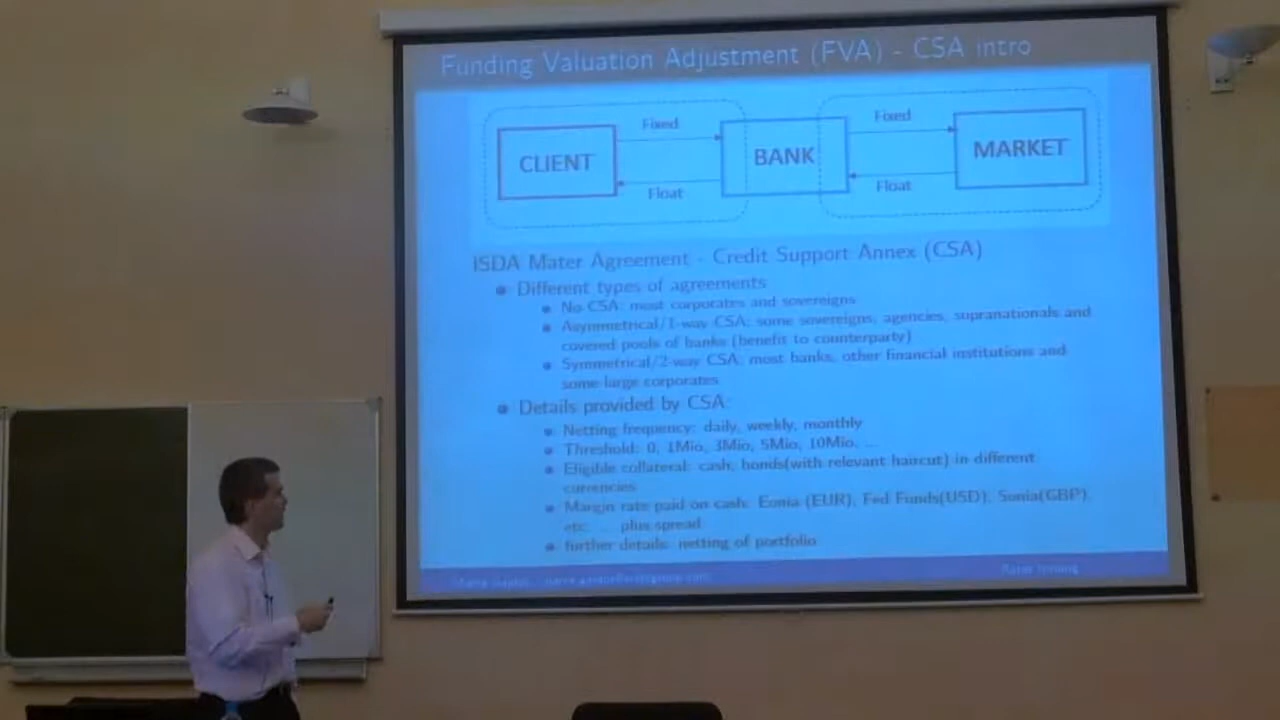 Funding Valuation Adjustment (FVA) - CSA intro
Fixed
Fixed
CLIENT
BANK
MARKET
Float
Float
ISDA Mater Agreement - Credit Support Annex (CSA)
Different types of agreements
No CSA: most corporates and sovereigns
Asymmetrical/1-way CSA: some sovereigns, agencies, supranationals and
covered pools of banks (benefit to counterparty)
Symmetrical/2-way CSA: most banks, other financial institutions and
some large corporates
Details provided by CSA:
Netting frequency: daily, weekly, monthly
Threshold: 0, 1Mio, 3Mio, 5Mio, 10Mio, ...
Eligible collateral: cash, bonds(with relevant haircut) in different
currencies
Margin rate paid on cash: Eonia (EUR), Fed Funds(USD), Sonia(GBP),
etc. ... plus spread
further details: netting of portfolio